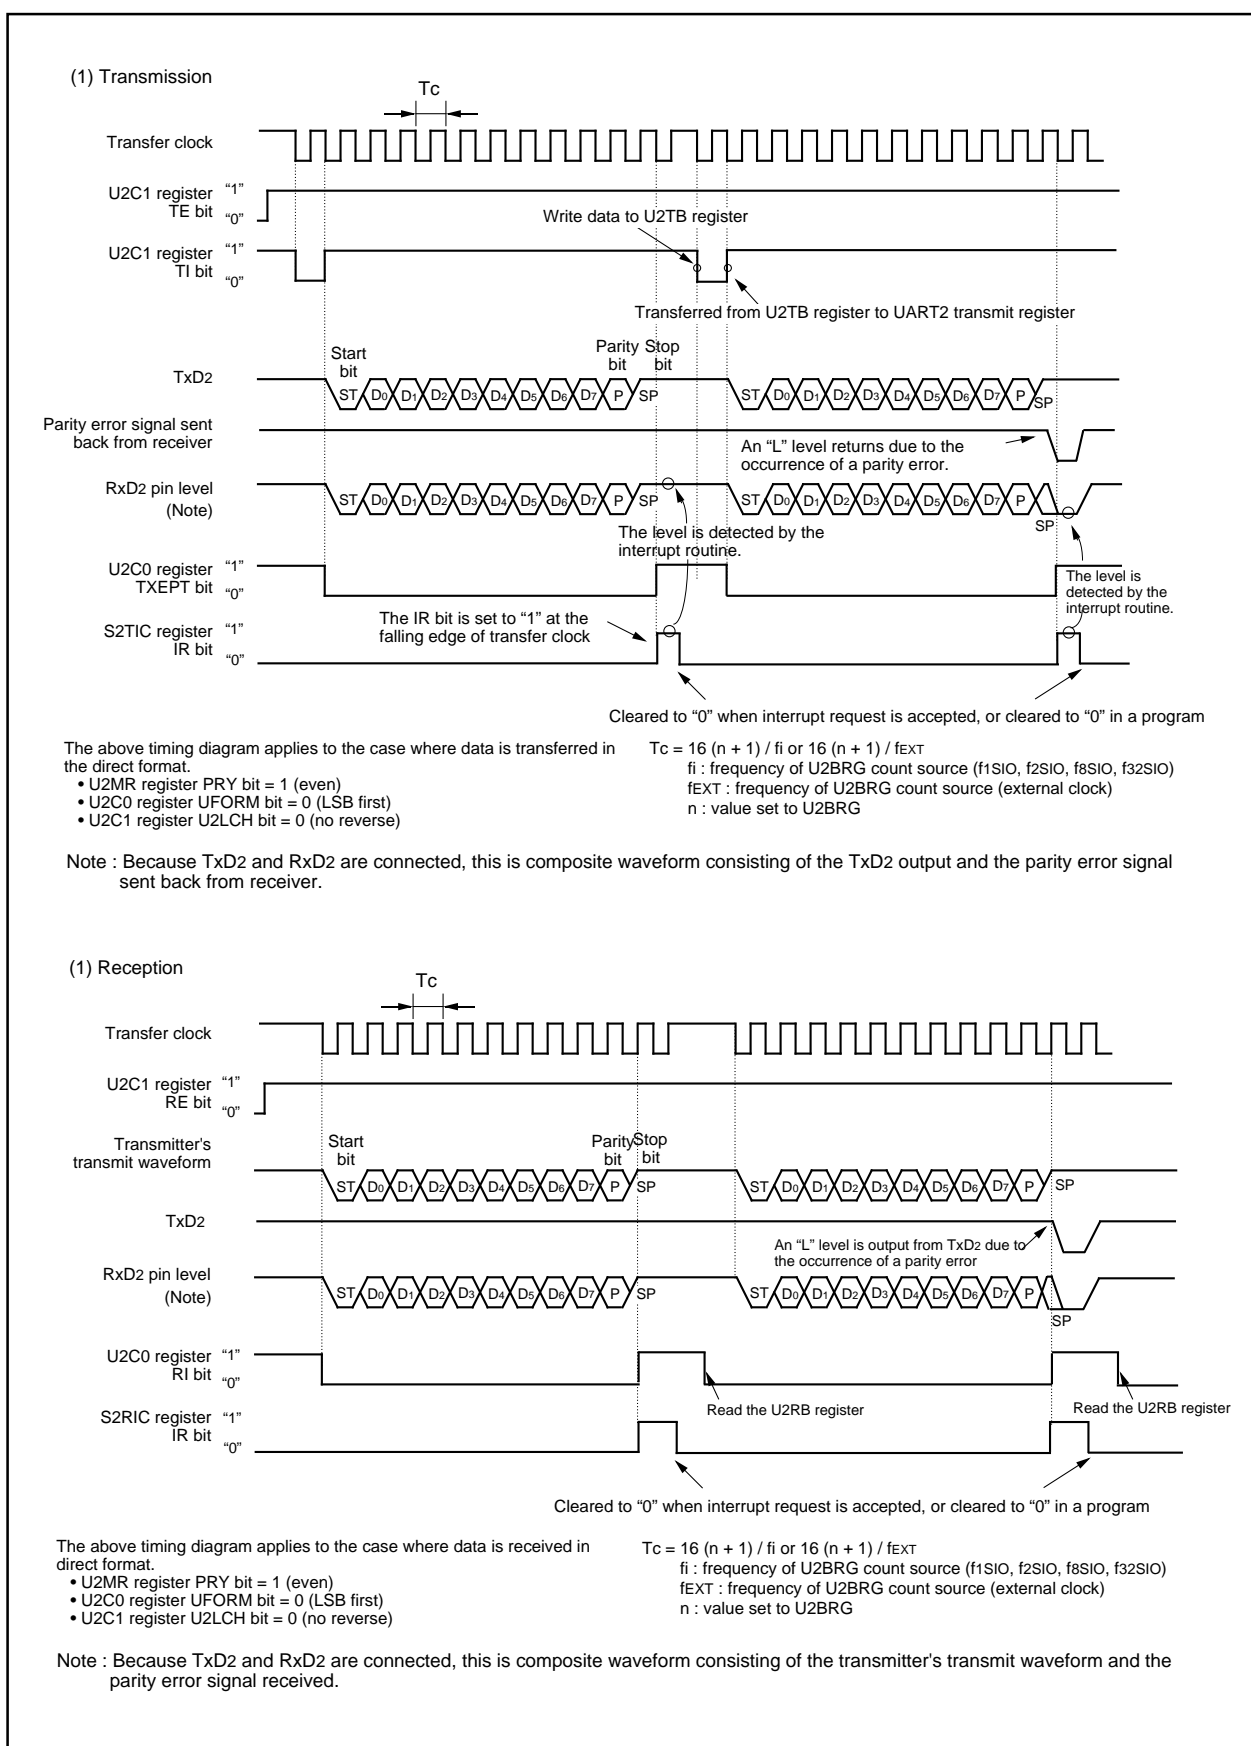 (1) Transmission
Tc
Transfer clock
U2C1 register “1”
TE bit “0”
Write data to U2TB register
U2C1 register “1”
TI bit “0”
Transferred from U2TB register to UART2 transmit register
Start bit
Parity bit
Stop bit
TxD2
ST D0 D1 D2 D3 D4 D5 D6 D7 P SP
ST D0 D1 D2 D3 D4 D5 D6 D7 P SP
Parity error signal sent
back from receiver
An “L” level returns due to the
occurrence of a parity error.
RxD2 pin level
(Note)
ST D0 D1 D2 D3 D4 D5 D6 D7 P SP
ST D0 D1 D2 D3 D4 D5 D6 D7 P SP
The level is detected by the
interrupt routine.
U2C0 register “1”
TXEPT bit “0”
The level is
detected by the
interrupt routine.
The IR bit is set to “1” at the
falling edge of transfer clock
S2TIC register “1”
IR bit “0”
Cleared to “0” when interrupt request is accepted, or cleared to “0” in a program
The above timing diagram applies to the case where data is transferred in
the direct format.
• U2MR register PRY bit = 1 (even)
• U2C0 register UFORM bit = 0 (LSB first)
• U2C1 register U2LCH bit = 0 (no reverse)
Tc = 16 (n + 1) / fi or 16 (n + 1) / fEXT
fi : frequency of U2BRG count source (f1SIO, f2SIO, f8SIO, f32SIO)
fEXT : frequency of U2BRG count source (external clock)
n : value set to U2BRG
Note : Because TxD2 and RxD2 are connected, this is composite waveform consisting of the TxD2 output and the parity error signal
sent back from receiver.
(1) Reception
Tc
Transfer clock
U2C1 register “1”
RE bit “0”
Transmitter's
transmit waveform
Start bit
Parity bit
Stop bit
ST D0 D1 D2 D3 D4 D5 D6 D7 P SP
ST D0 D1 D2 D3 D4 D5 D6 D7 P SP
TxD2
An “L” level is output from TxD2 due to
the occurrence of a parity error
RxD2 pin level
(Note)
ST D0 D1 D2 D3 D4 D5 D6 D7 P SP
ST D0 D1 D2 D3 D4 D5 D6 D7 P SP
U2C0 register “1”
RI bit “0”
Read the U2RB register
Read the U2RB register
S2RIC register “1”
IR bit “0”
Cleared to “0” when interrupt request is accepted, or cleared to “0” in a program
The above timing diagram applies to the case where data is received in
direct format.
• U2MR register PRY bit = 1 (even)
• U2C0 register UFORM bit = 0 (LSB first)
• U2C1 register U2LCH bit = 0 (no reverse)
Tc = 16 (n + 1) / fi or 16 (n + 1) / fEXT
fi : frequency of U2BRG count source (f1SIO, f2SIO, f8SIO, f32SIO)
fEXT : frequency of U2BRG count source (external clock)
n : value set to U2BRG
Note : Because TxD2 and RxD2 are connected, this is composite waveform consisting of the transmitter's transmit waveform and the
parity error signal received.